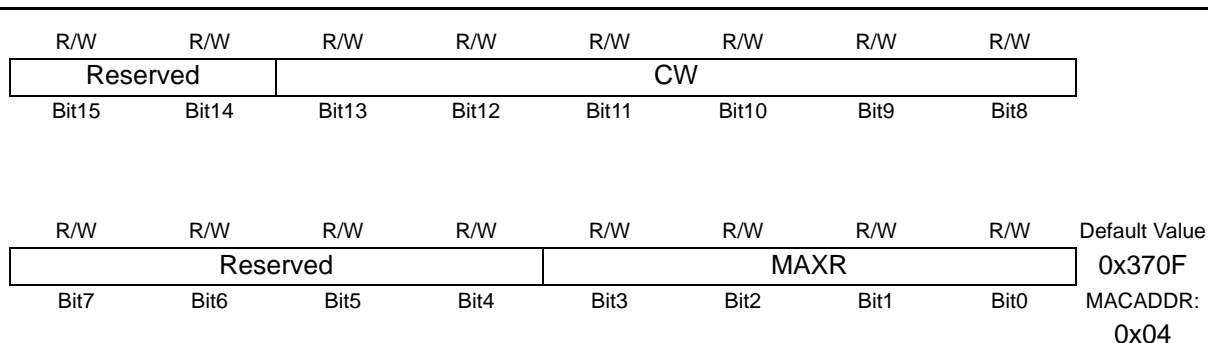 R/W R/W R/W R/W R/W R/W R/W R/W
Reserved CW
Bit15 Bit14 Bit13 Bit12 Bit11 Bit10 Bit9 Bit8
R/W R/W R/W R/W R/W R/W R/W R/W Default Value
Reserved MAXR 0x370F
Bit7 Bit6 Bit5 Bit4 Bit3 Bit2 Bit1 Bit0 MACADDR:
0x04